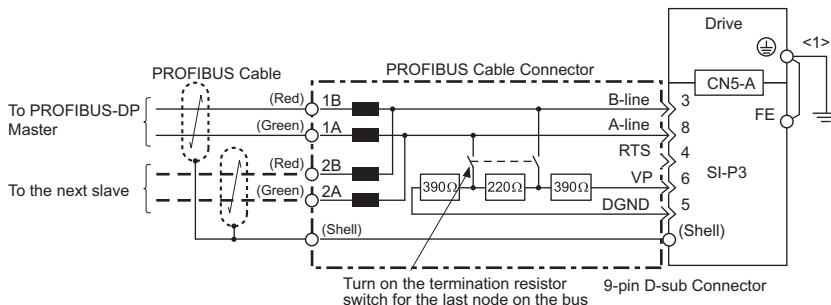 Drive
<1>
PROFIBUS Cable
PROFIBUS Cable Connector
CN5-A
(Red) 1B
B-line 3
To PROFIBUS-DP
Master
FE
(Green) 1A
A-line 8
RTS 4
(Red) 2B
SI-P3
VP 6
To the next slave
(Green) 2A
390Ω 220Ω 390Ω
DGND 5
(Shell)
(Shell)
Turn on the termination resistor
switch for the last node on the bus
9-pin D-sub Connector